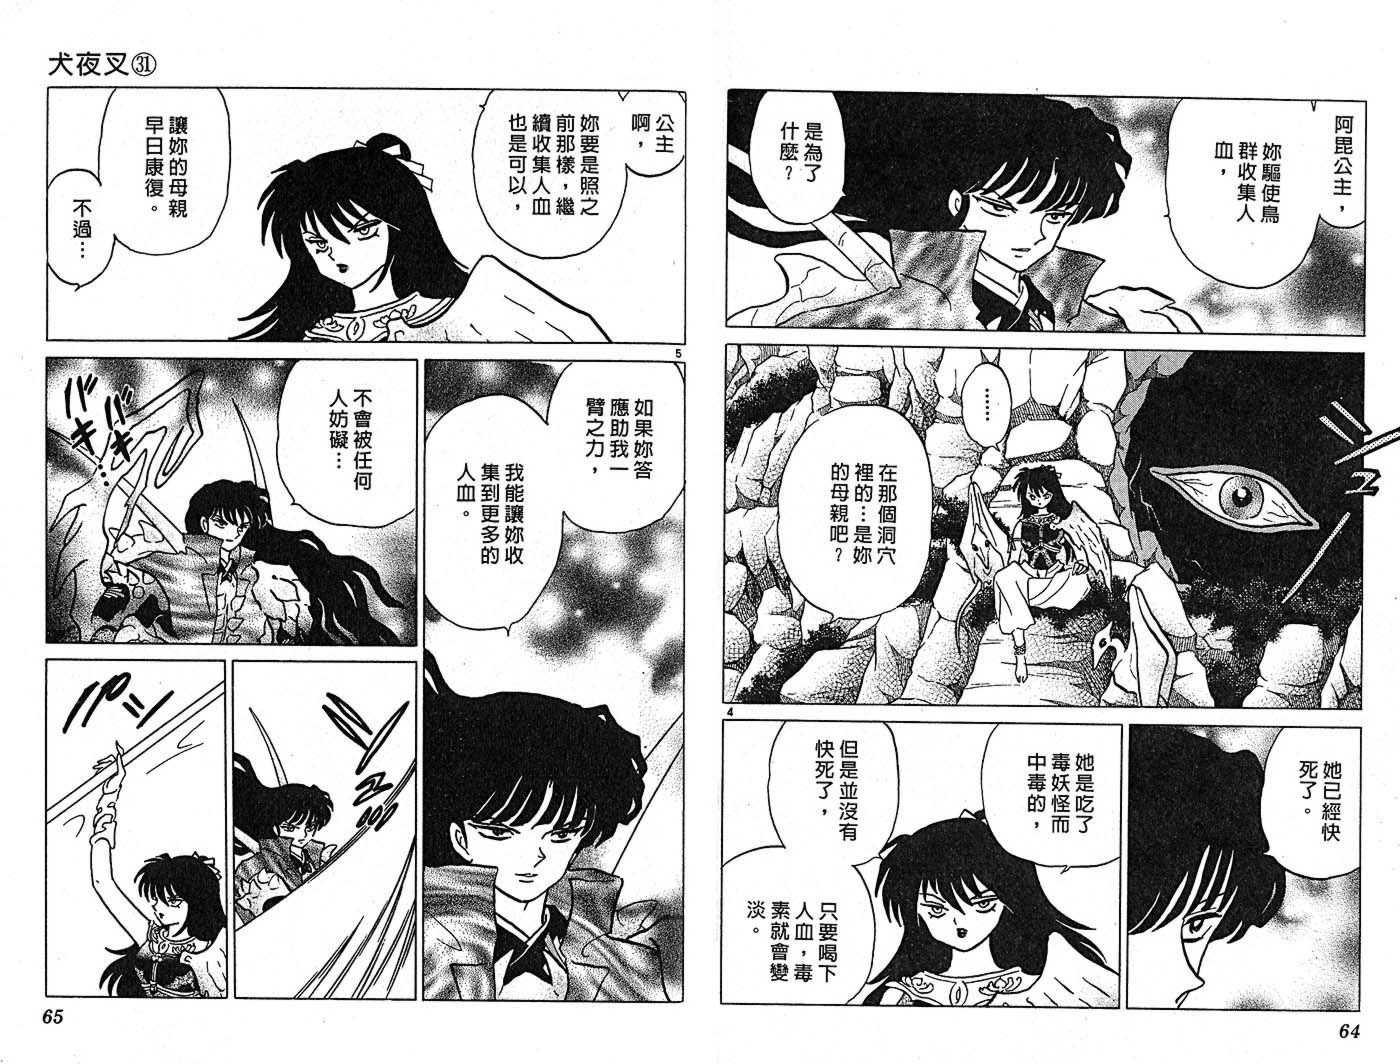 阿毘公主，
妳驅使鳥
群收集人
血，
是為了
什麼？
………
在那個洞穴
裡的…是妳
的母親吧？
她已經快
死了。
她是吃了
毒妖怪而
中毒的，
但是並沒有
快死了，
只要喝下
人血，毒
素就會變
淡。
4
64
犬夜叉㉛
公主
啊，
妳要是照之
前那樣，繼
續收集人血
也是可以，
讓妳的母親
早日康復。
不過…
5
如果妳答
應助我一
臂之力，
我能讓妳收
集到更多的
人血。
不會被任何
人妨礙…
バキ
バキ…
65